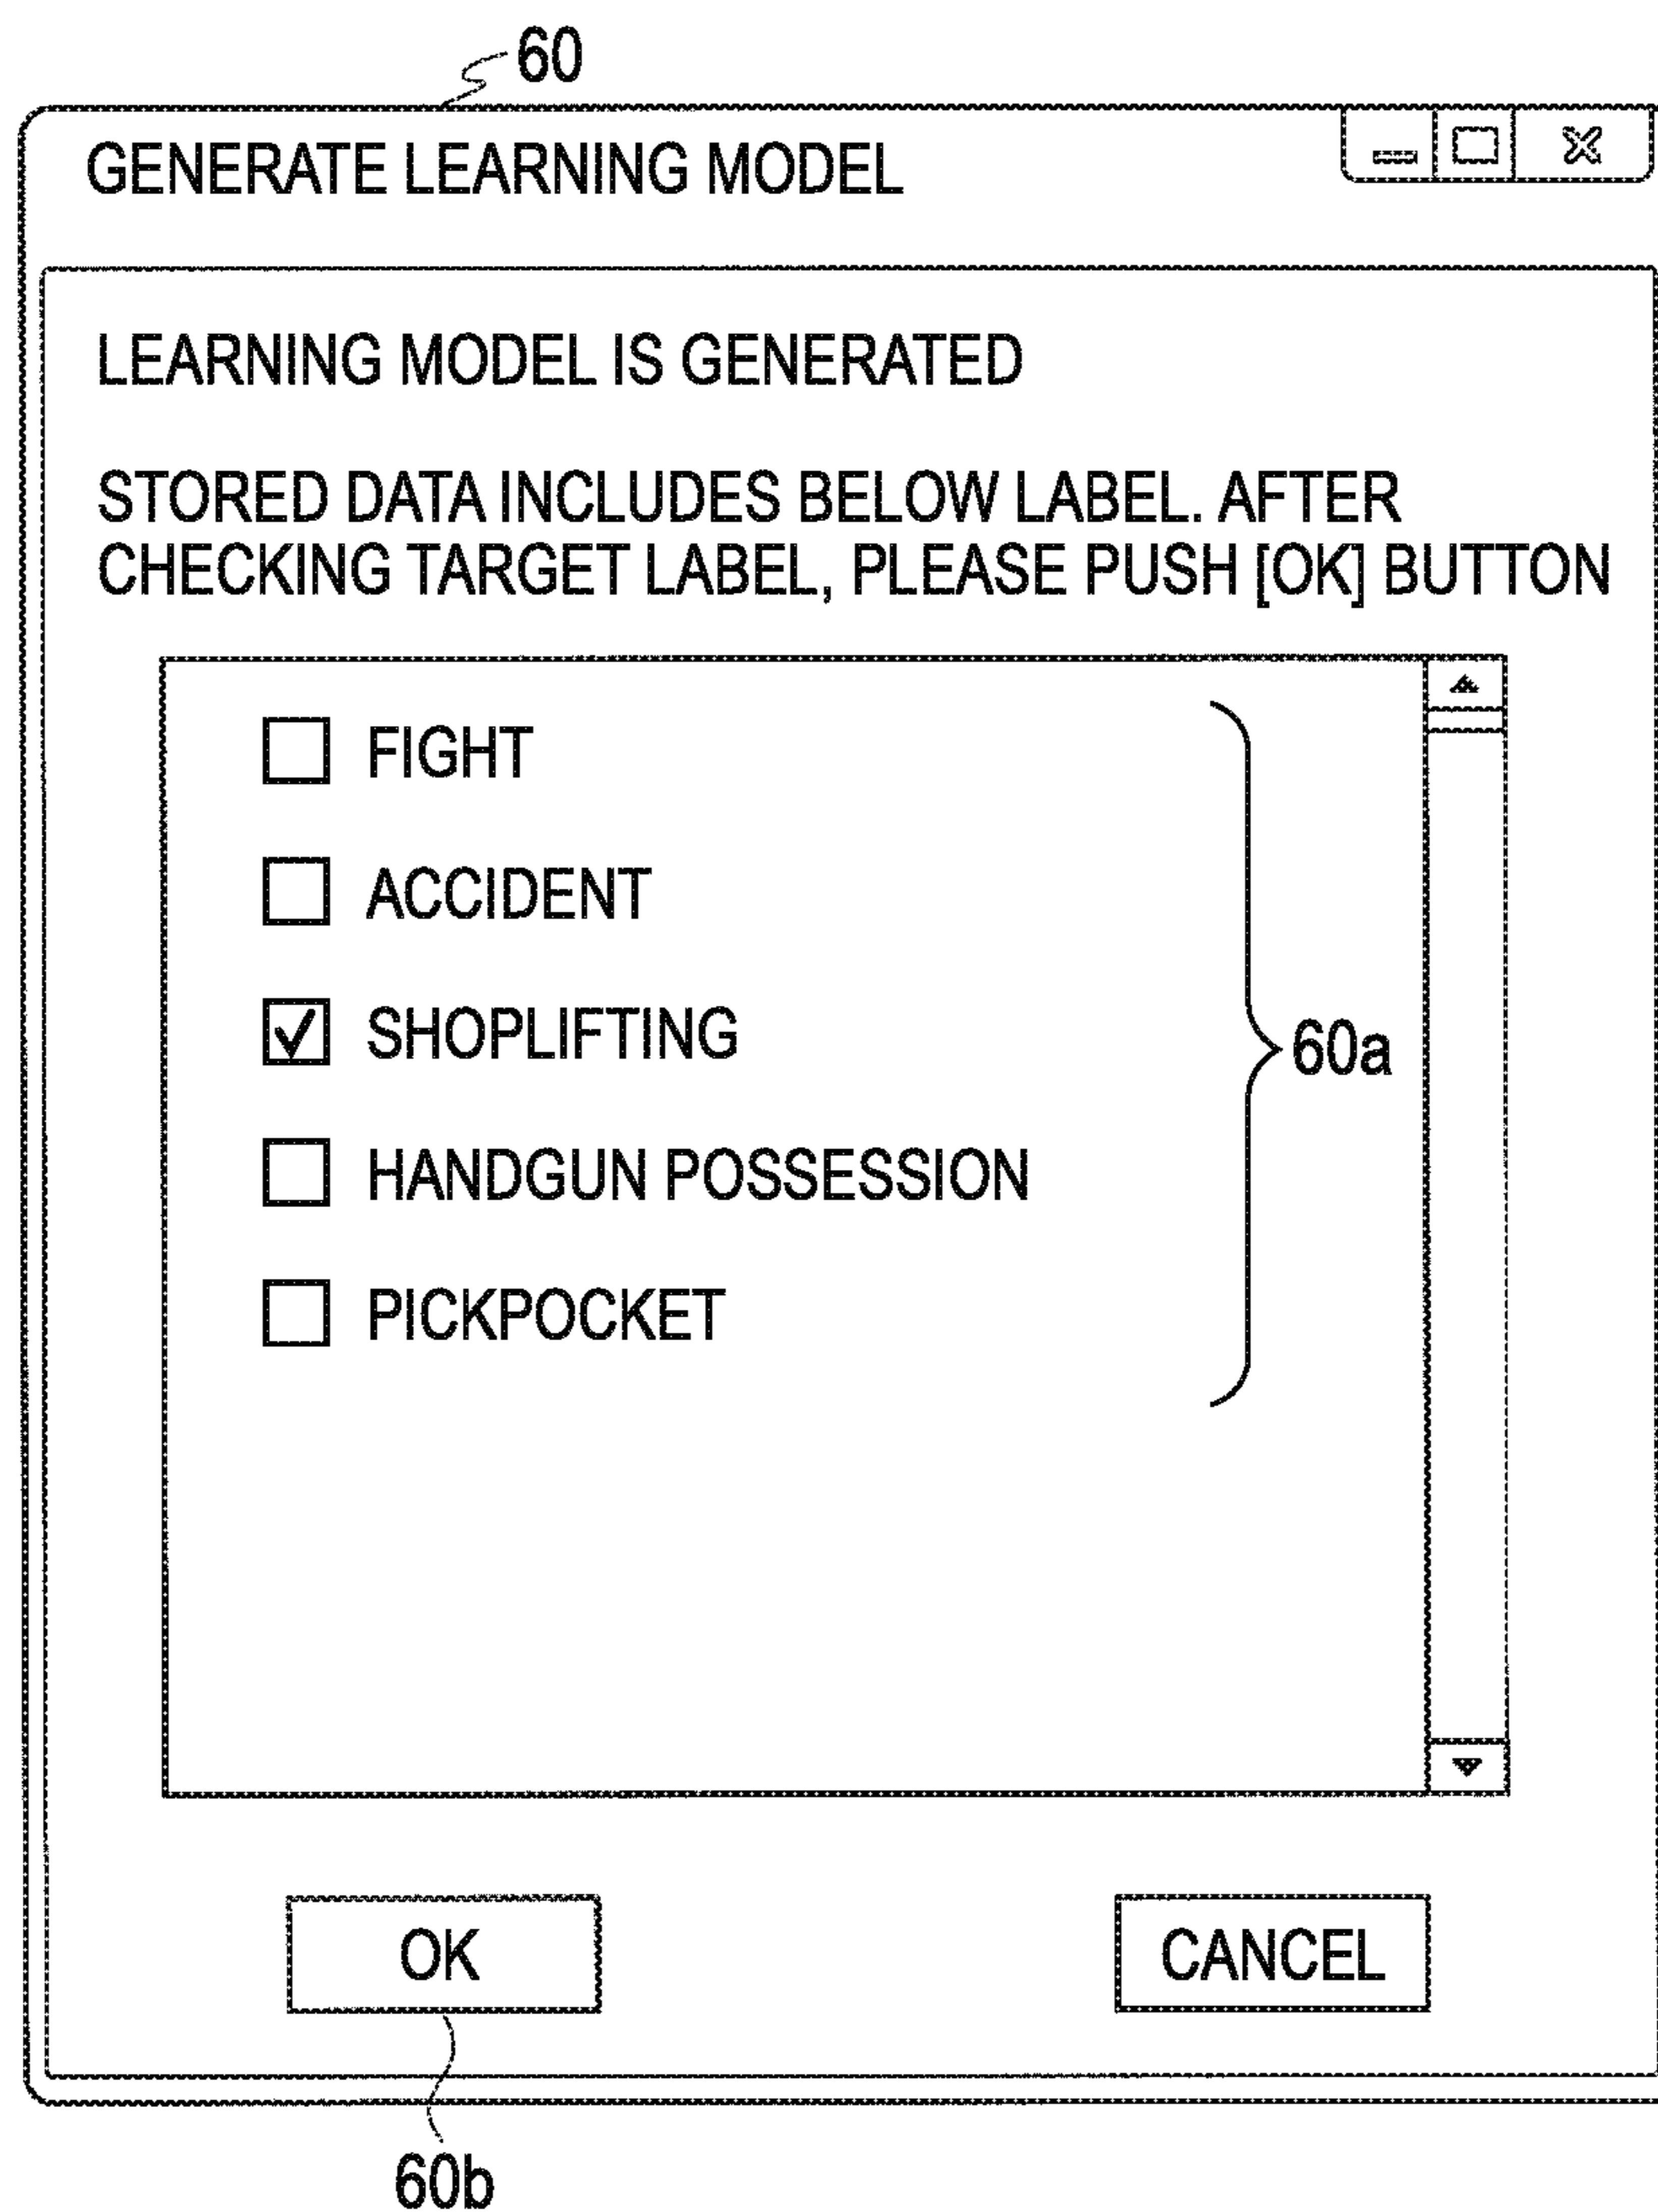 60
GENERATE LEARNING MODEL
LEARNING MODEL IS GENERATED
STORED DATA INCLUDES BELOW LABEL. AFTER
CHECKING TARGET LABEL, PLEASE PUSH [OK] BUTTON
FIGHT
ACCIDENT
SHOPLIFTING
60a
HANDGUN POSSESSION
PICKPOCKET
OK
CANCEL
60b